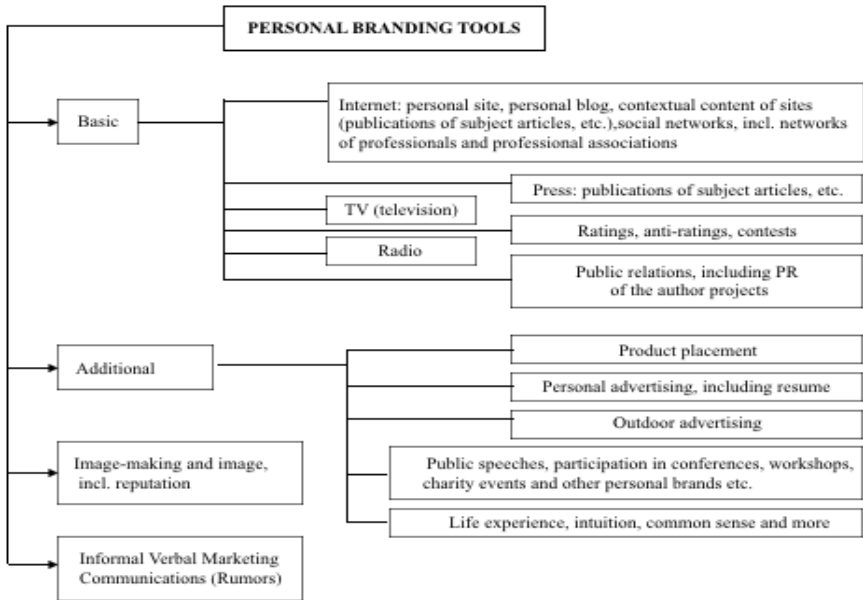 PERSONAL BRANDING TOOLS
Basic
Internet: personal site, personal blog, contextual content of sites
(publications of subject articles, etc.),social networks, incl. networks
of professionals and professional associations
Press: publications of subject articles, etc.
TV (television)
Ratings, anti-ratings, contests
Radio
Public relations, including PR
of the author projects
Additional
Product placement
Personal advertising, including resume
Outdoor advertising
Image-making and image,
incl. reputation
Public speeches, participation in conferences, workshops,
charity events and other personal brands etc.
Life experience, intuition, common sense and more
Informal Verbal Marketing
Communications (Rumors)